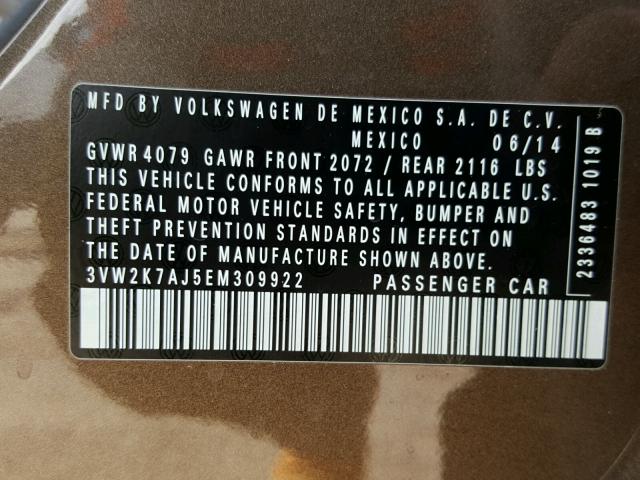 MFD BY VOLKSWAGEN DE MEXICO S.A. DE C.V.
MEXICO 06/14
GVWR 4079 GAWR FRONT 2072 / REAR 2116 LBS
THIS VEHICLE CONFORMS TO ALL APPLICABLE U.S.
FEDERAL MOTOR VEHICLE SAFETY, BUMPER AND
THEFT PREVENTION STANDARDS IN EFFECT ON
THE DATE OF MANUFACTURE SHOWN ABOVE.
3VW2K7AJ5EM309922 PASSENGER CAR
2336483 1019 B